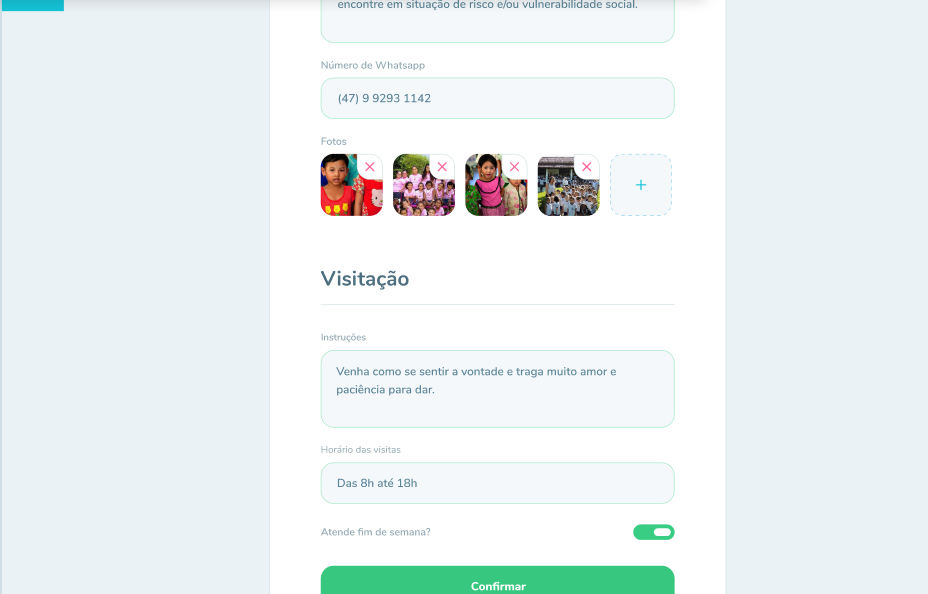 encontre em situação de risco e/ou vulnerabilidade social.
Número de Whatsapp
(47) 9 9293 1142
Fotos
Visitação
Instruções
Venha como se sentir a vontade e traga muito amor e
paciência para dar.
Horário das visitas
Das 8h até 18h
Atende fim de semana?
Confirmar